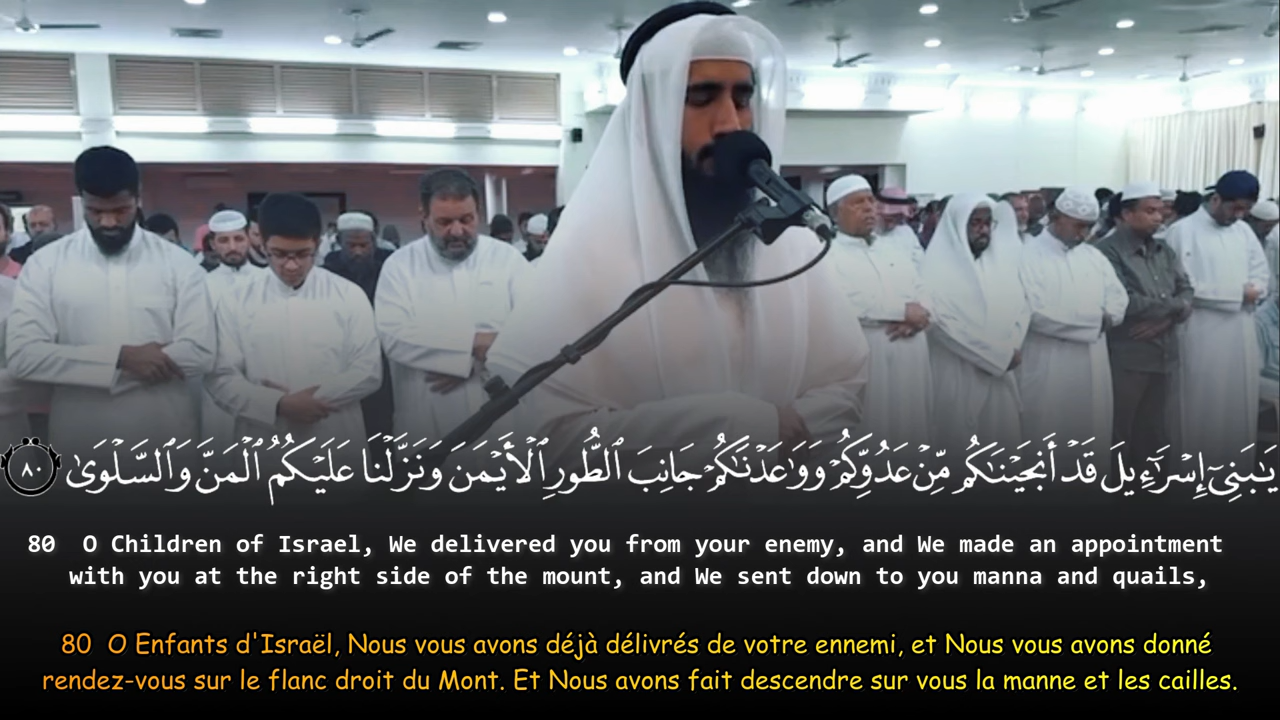 يَـٰبَنِىٓ إِسْرَٰٓءِيلَ قَدْ أَنجَيْنَـٰكُم مِّنْ عَدُوِّكُمْ وَوَٰعَدْنَـٰكُمْ جَانِبَ ٱلطُّورِ ٱلْأَيْمَنَ وَنَزَّلْنَا عَلَيْكُمُ ٱلْمَنَّ وَٱلسَّلْوَىٰ ٨٠
80 O Children of Israel, We delivered you from your enemy, and We made an appointment
with you at the right side of the mount, and We sent down to you manna and quails,
80 O Enfants d'Israël, Nous vous avons déjà délivrés de votre ennemi, et Nous vous avons donné
rendez-vous sur le flanc droit du Mont. Et Nous avons fait descendre sur vous la manne et les cailles.